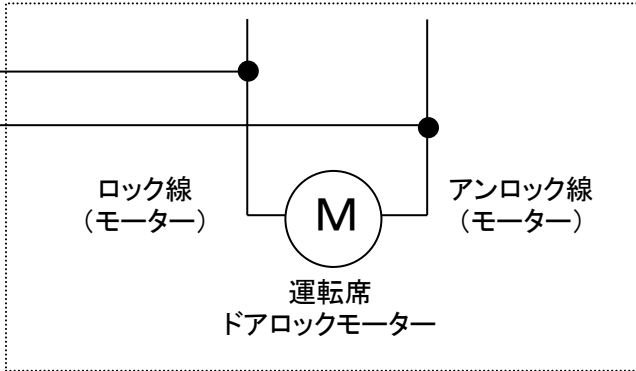 ロック線
（モーター）
M
アンロック線
（モーター）
運転席
ドアロックモーター